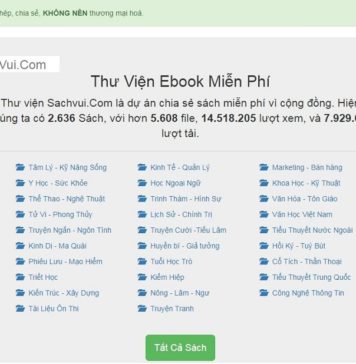 hép, chia sẻ, KHÔNG NÊN thương mại hoá.
Vui.Com
Thư Viện Ebook Miễn Phí
Thư viện Sachvui.Com là dự án chia sẻ sách miễn phí vì cộng đồng. Hiệ
úng ta có 2.636 Sách, với hơn 5.608 file, 14.518.205 lượt xem, và 7.929.
lượt tải.
Tâm Lý - Kỹ Năng Sống Kinh Tế - Quản Lý Marketing - Bán hàng
Y Học - Sức Khỏe Học Ngoại Ngữ Khoa Học - Kỹ Thuật
Thể Thao - Nghệ Thuật Trinh Thám - Hình Sự Văn Hóa - Tôn Giáo
Tử Vi - Phong Thủy Lịch Sử - Chính Trị Văn Học Việt Nam
Truyện Ngắn - Ngôn Tình Truyện Cười -Tiếu Lâm Tiểu Thuyết Nước Ngoài
Kinh Dị - Ma Quái Huyền bí - Giả tưởng Hồi Ký - Tuỳ Bút
Phiêu Lưu - Mạo Hiểm Tuổi Học Trò Cổ Tích - Thần Thoại
Triết Học Kiếm Hiệp Tiểu Thuyết Trung Quốc
Kiến Trúc - Xây Dựng Nông - Lâm - Ngư Công Nghệ Thông Tin
Tài Liệu Ôn Thi Truyện Tranh
Tất Cả Sách